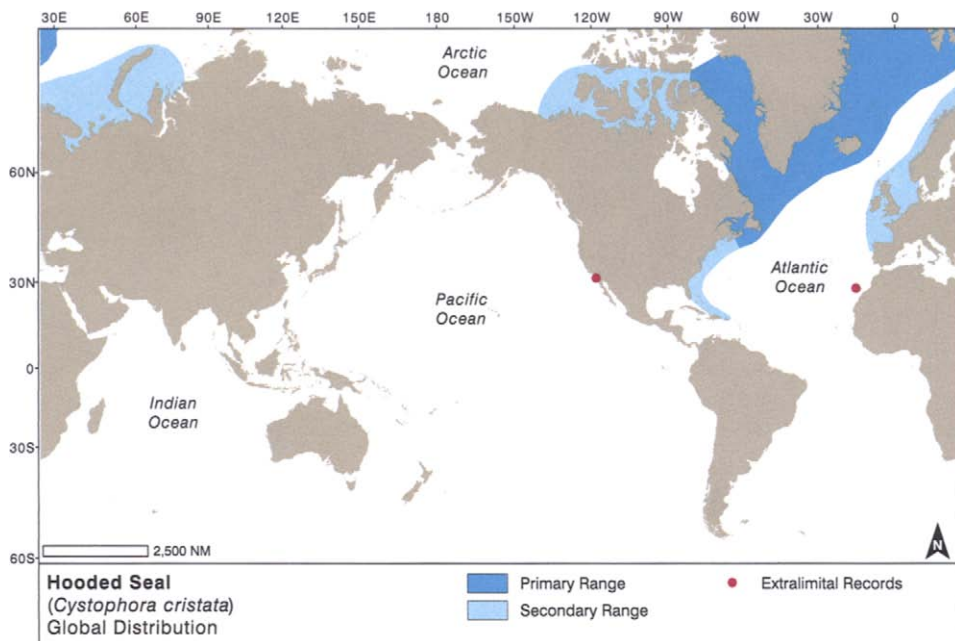 30E 60E 90E 120E 150E 180 150W 120W 90W 60W 30W 0
Arctic
Ocean
60N
30N
Atlantic
Ocean
Pacific
Ocean
0
Indian
Ocean
30S
2,500 NM
N
60S
Hooded Seal
(Cystophora cristata)
Global Distribution
Primary Range
Secondary Range
Extralimital Records